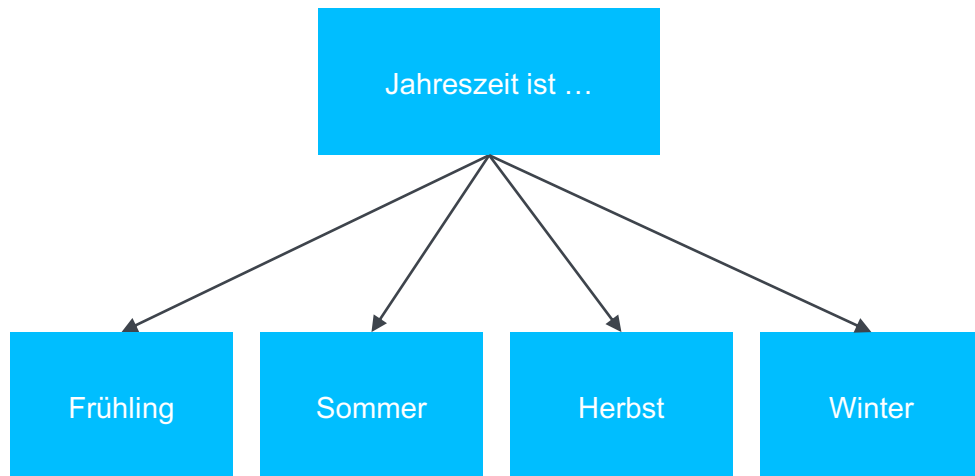 Jahreszeit ist …
Frühling
Sommer
Herbst
Winter